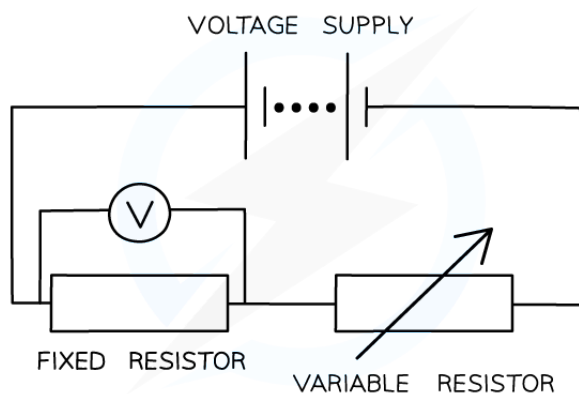 VOLTAGE SUPPLY
V
FIXED RESISTOR
VARIABLE RESISTOR